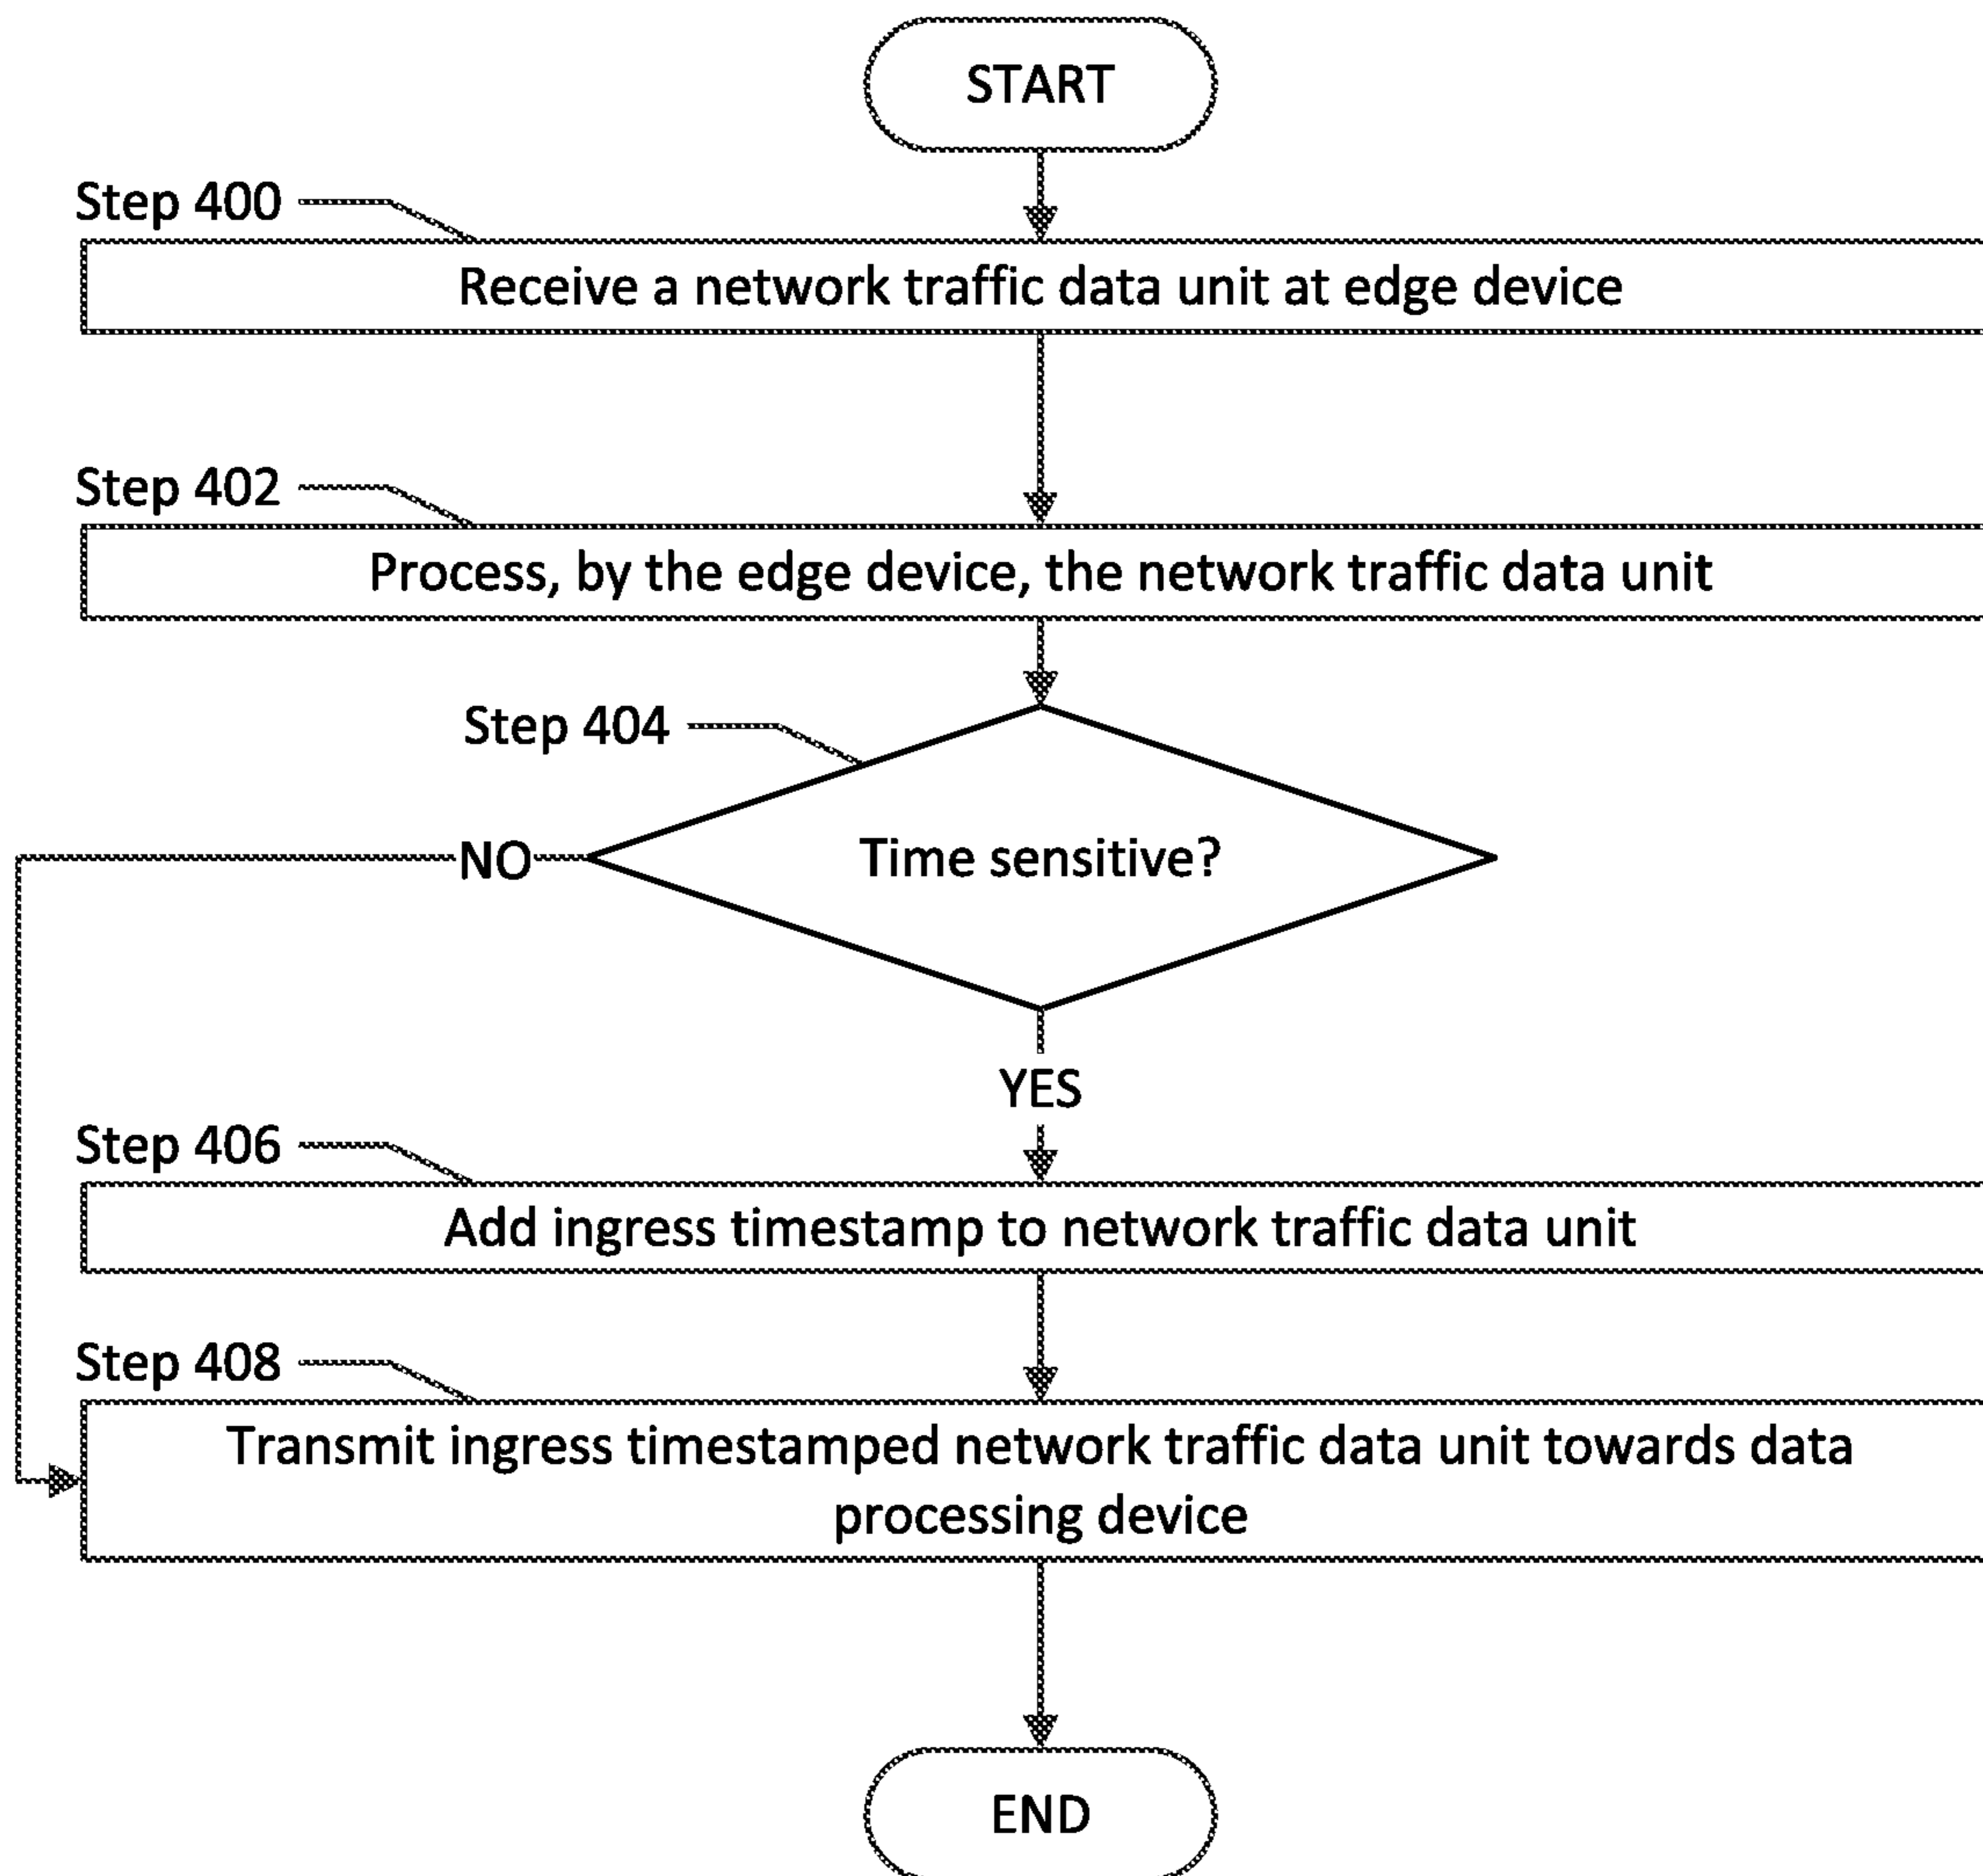 START
Step 400
Receive a network traffic data unit at edge device
Step 402
Process, by the edge device, the network traffic data unit
Step 404
Time sensitive?
NO
YES
Step 406
Add ingress timestamp to network traffic data unit
Step 408
Transmit ingress timestamped network traffic data unit towards data
processing device
END